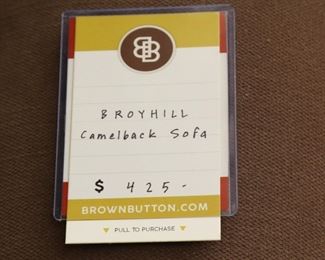 BB
BROYHILL
Camelback Sofa
$ 425-
BROWNBUTTON.COM
PULL TO PURCHASE